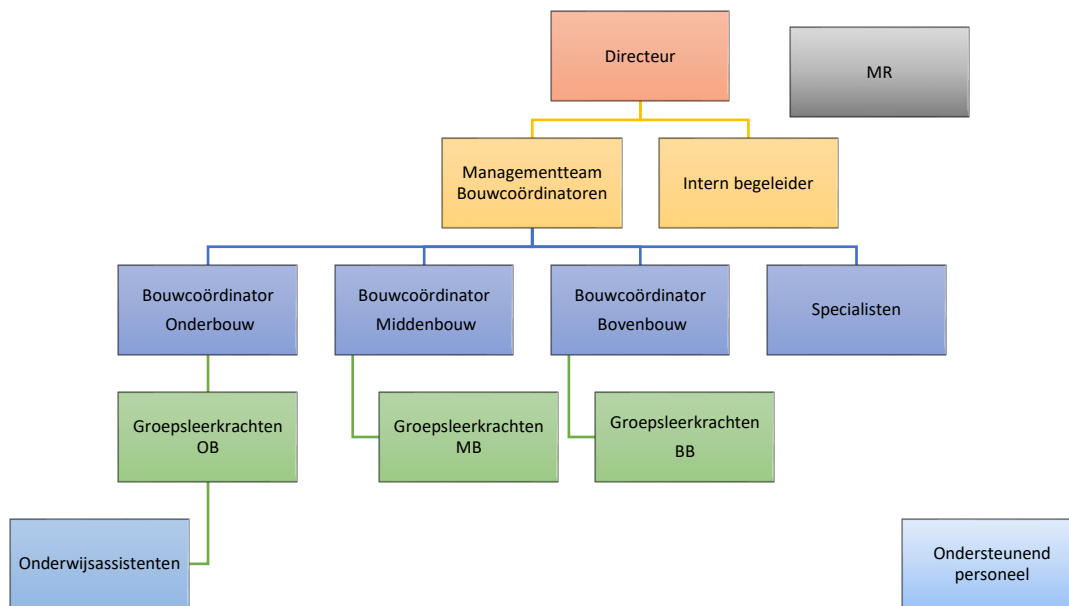 Directeur
MR
Managementteam
Bouwcoördinatoren
Intern begeleider
Bouwcoördinator
Onderbouw
Bouwcoördinator
Middenbouw
Bouwcoördinator
Bovenbouw
Specialisten
Groepsleerkrachten
OB
Groepsleerkrachten
MB
Groepsleerkrachten
BB
Onderwijsassistenten
Ondersteunend
personeel